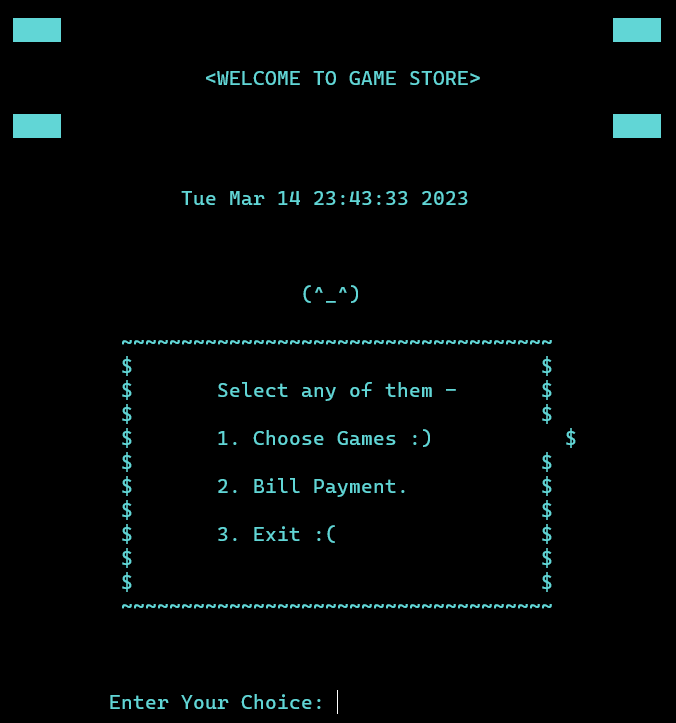 <WELCOME TO GAME STORE>
Tue Mar 14 23:43:33 2023
(^_^)
~~~~~~~~~~~~~~~~~~~~~~~~~~~~~~~~~~~~
$                                  $
$       Select any of them -       $
$                                  $
$       1. Choose Games :)           $
$                                  $
$       2. Bill Payment.           $
$                                  $
$       3. Exit :(                 $
$                                  $
$                                  $
~~~~~~~~~~~~~~~~~~~~~~~~~~~~~~~~~~~~
Enter Your Choice: